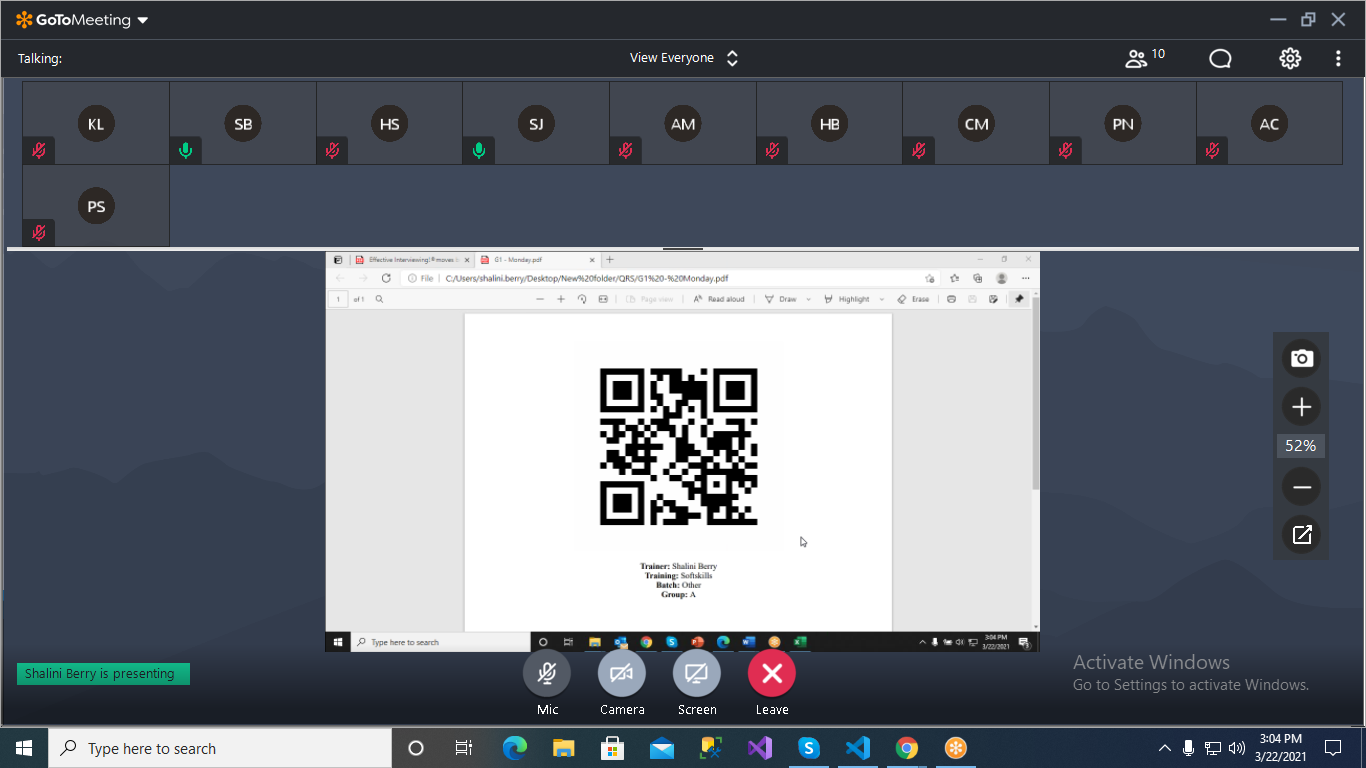 GoToMeeting
Talking:
View Everyone
10
KL
SB
HS
SJ
AM
HB
CM
PN
AC
PS
Effective Interviewing!® moves
G1 - Monday.pdf
File
C:/Users/shalini.berry/Desktop/New%20folder/QRS/G1%20-%20Monday.pdf
1 of 1
Page view
Read aloud
Draw
Highlight
Erase
Trainer: Shalini Berry
Training: Softskills
Batch: Other
Group: A
52%
Type here to search
3:04 PM
3/22/2021
Shalini Berry is presenting
Mic
Camera
Screen
Leave
Activate Windows
Go to Settings to activate Windows.
Type here to search
3:04 PM
3/22/2021